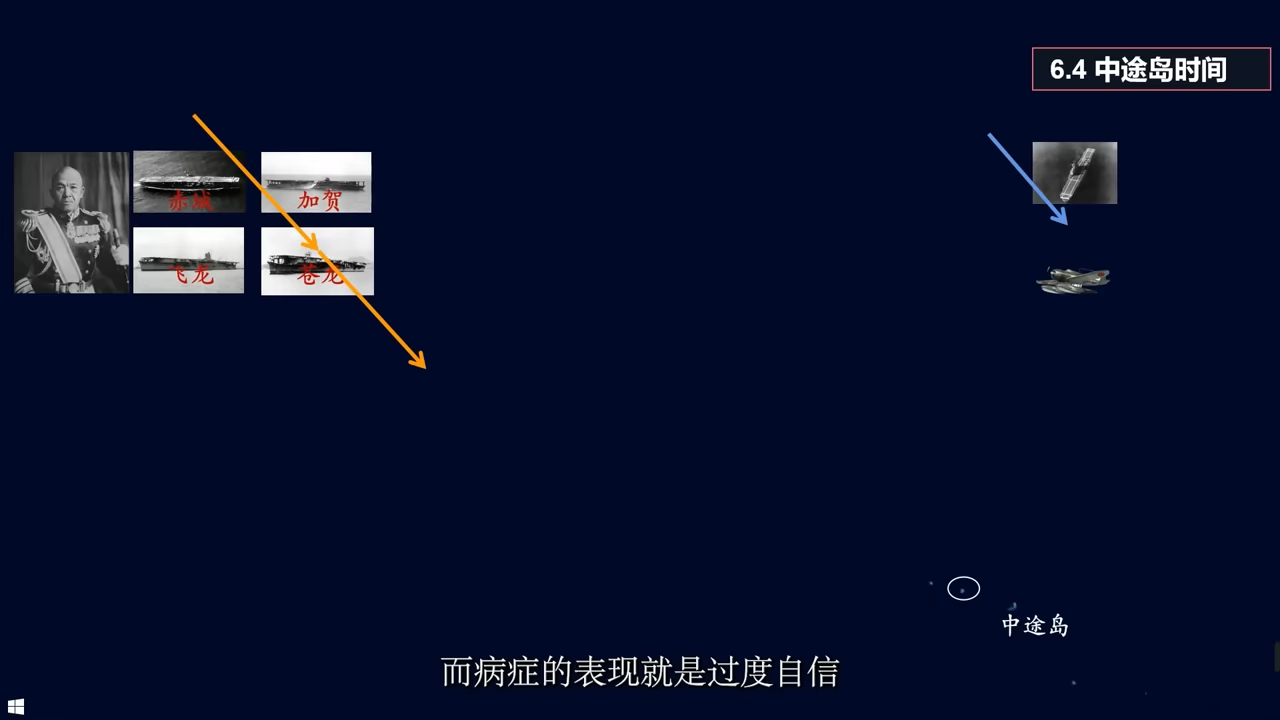 6.4 中途岛时间
赤城
加贺
飞龙
苍龙
中途岛
而病症的表现就是过度自信